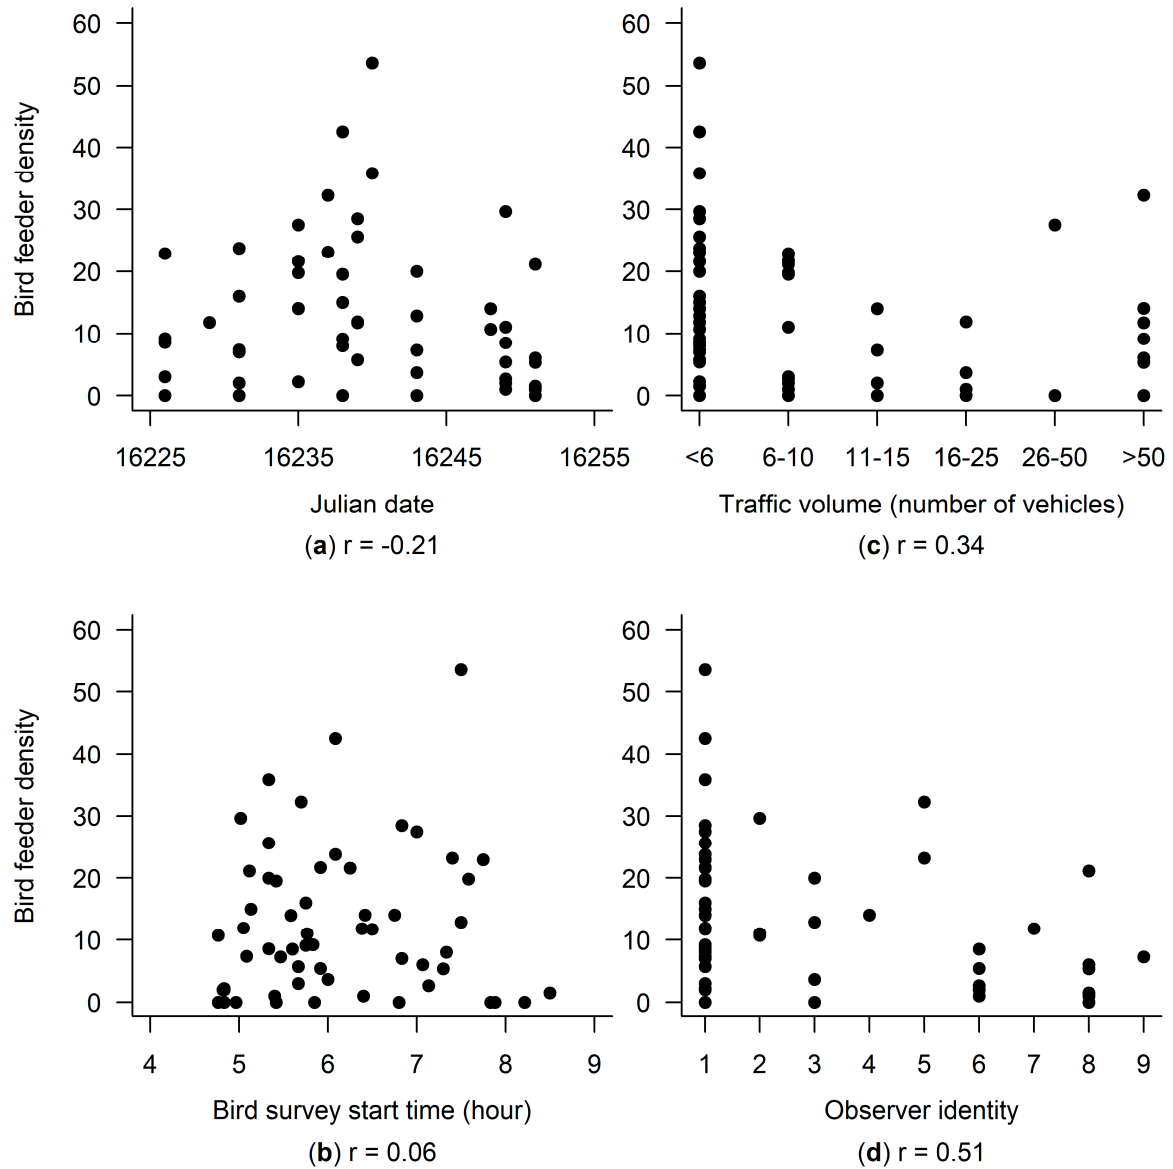 60
50
40
30
20
10
0
Bird feeder density
16225 16235 16245 16255
Julian date
(a) r = -0.21
60
50
40
30
20
10
0
<6 6-10 11-15 16-25 26-50 >50
Traffic volume (number of vehicles)
(c) r = 0.34
60
50
40
30
20
10
0
Bird feeder density
4 5 6 7 8 9
Bird survey start time (hour)
(b) r = 0.06
60
50
40
30
20
10
0
1 2 3 4 5 6 7 8 9
Observer identity
(d) r = 0.51